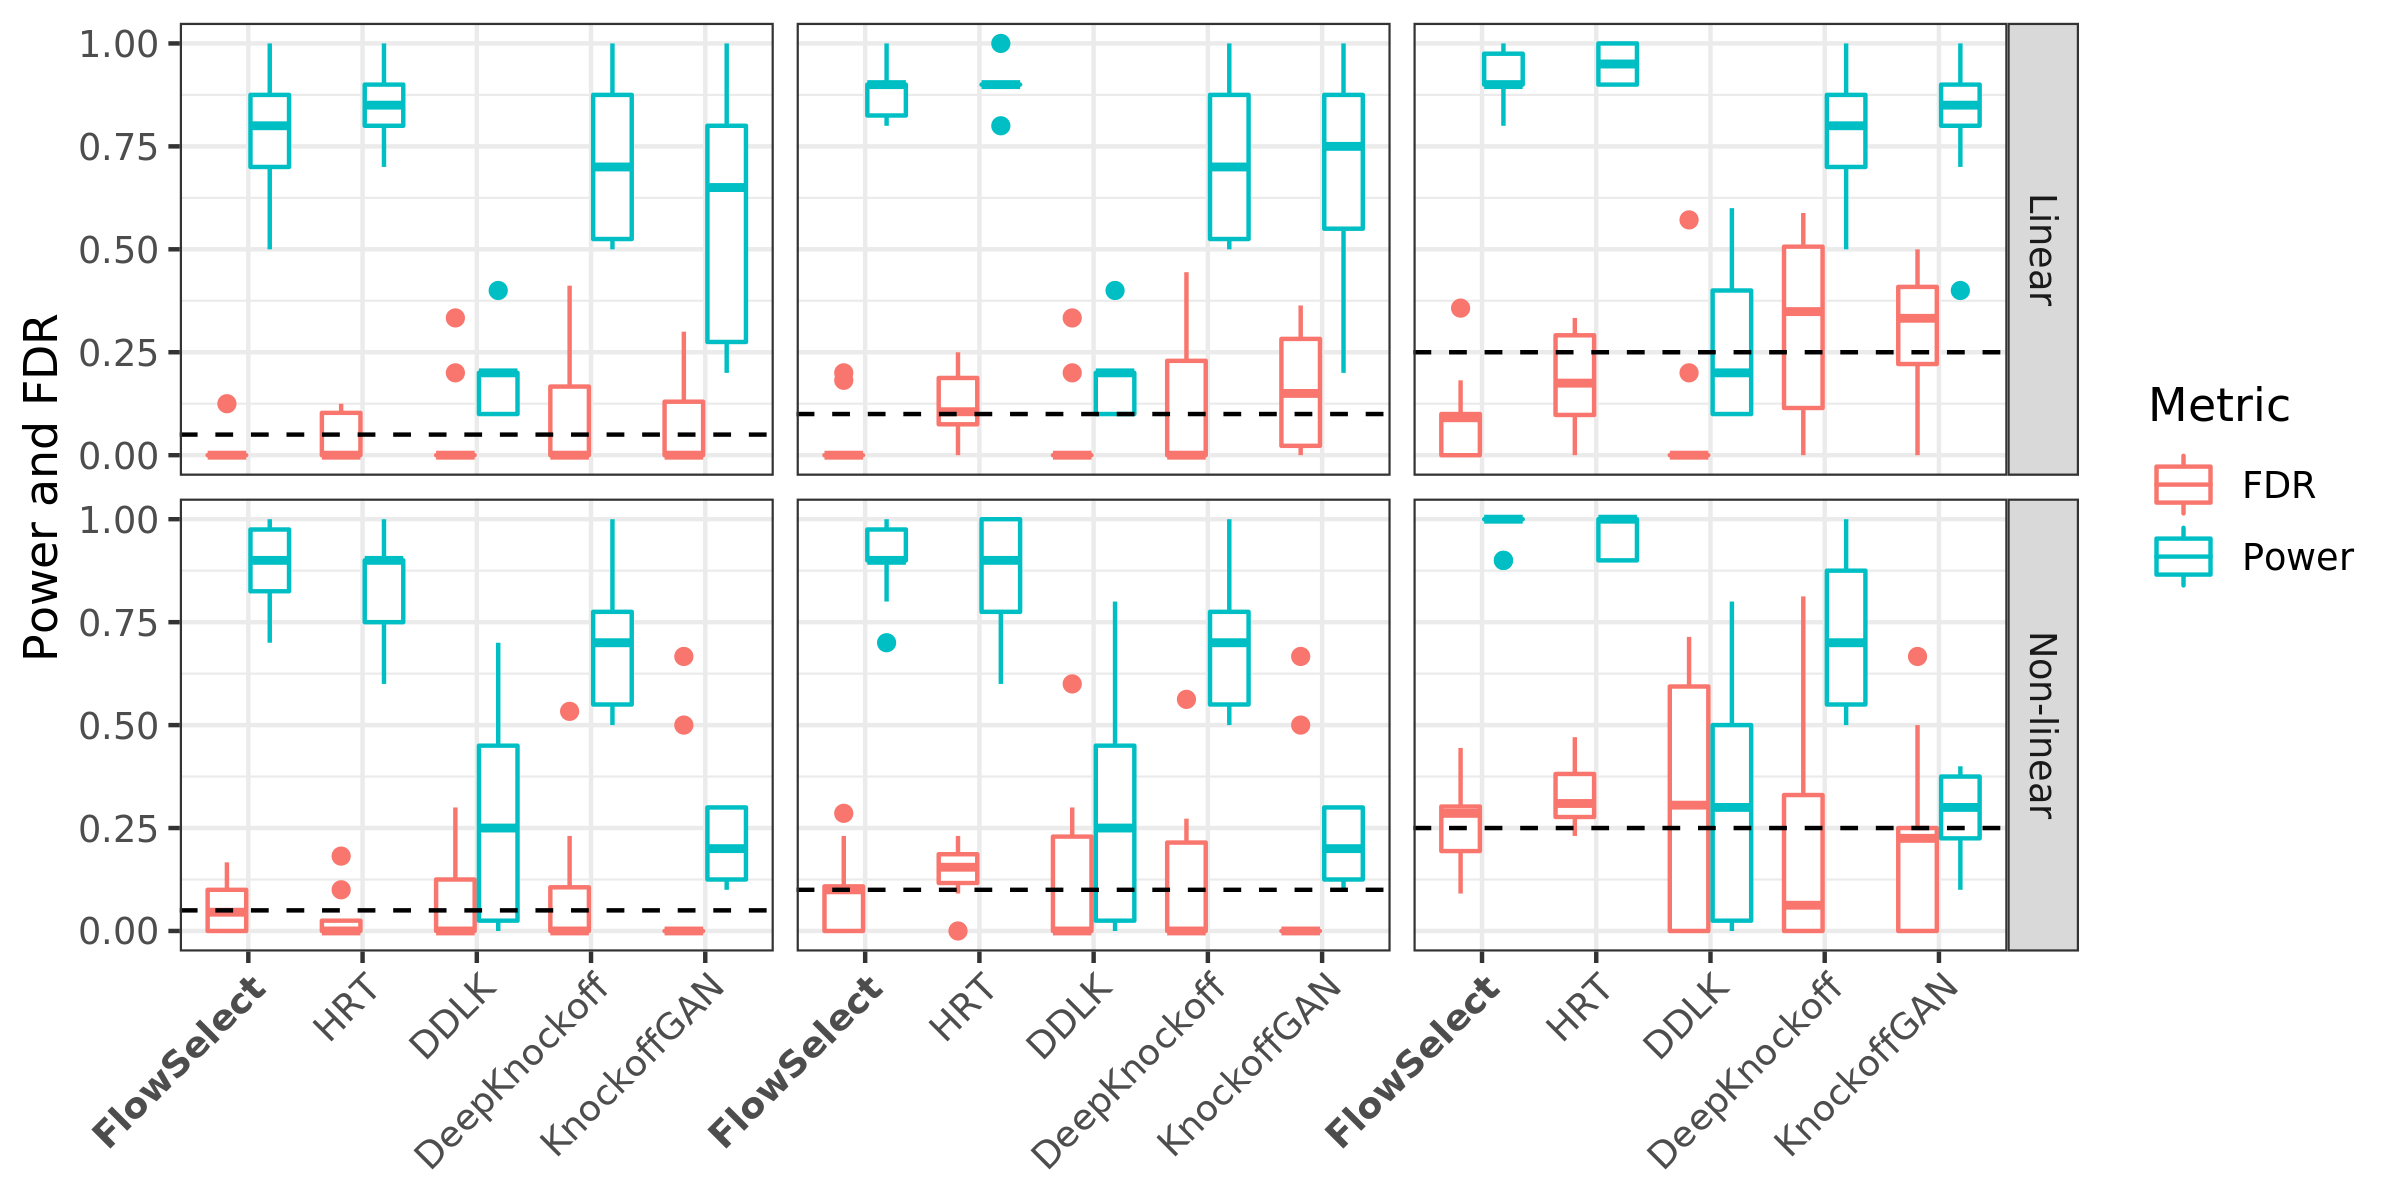 Power and FDR
1.00
0.75
0.50
0.25
0.00
Linear
1.00
0.75
0.50
0.25
0.00
Non-linear
FlowSelect
HRT
DDLK
DeepKnockoff
KnockoffGAN
FlowSelect
HRT
DDLK
DeepKnockoff
KnockoffGAN
FlowSelect
HRT
DDLK
DeepKnockoff
KnockoffGAN
Metric
FDR
Power